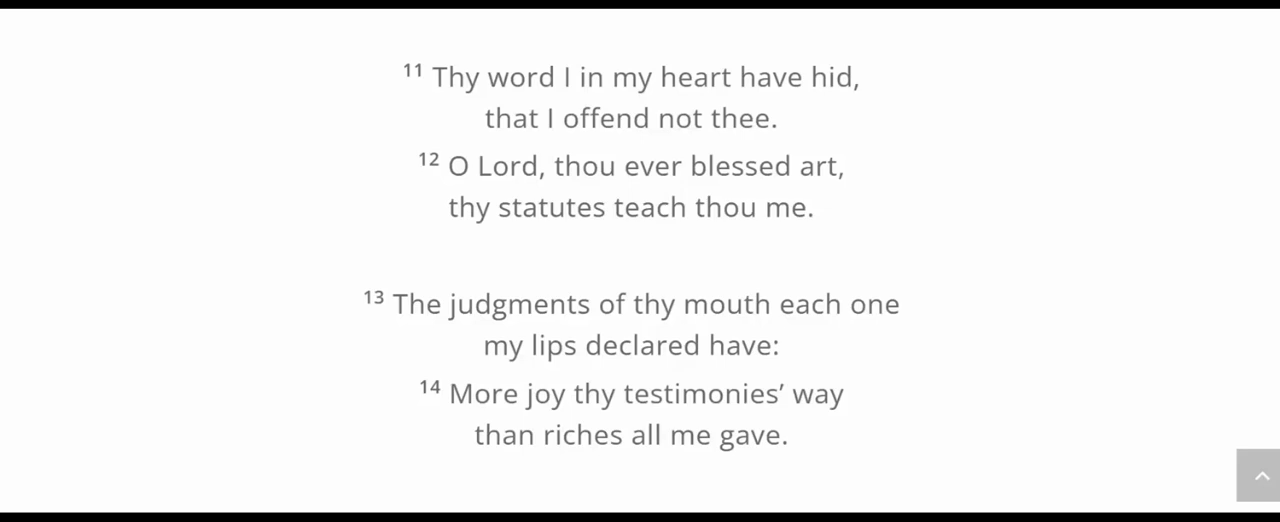 11 Thy word I in my heart have hid,
that I offend not thee.
12 O Lord, thou ever blessed art,
thy statutes teach thou me.
13 The judgments of thy mouth each one
my lips declared have:
14 More joy thy testimonies’ way
than riches all me gave.